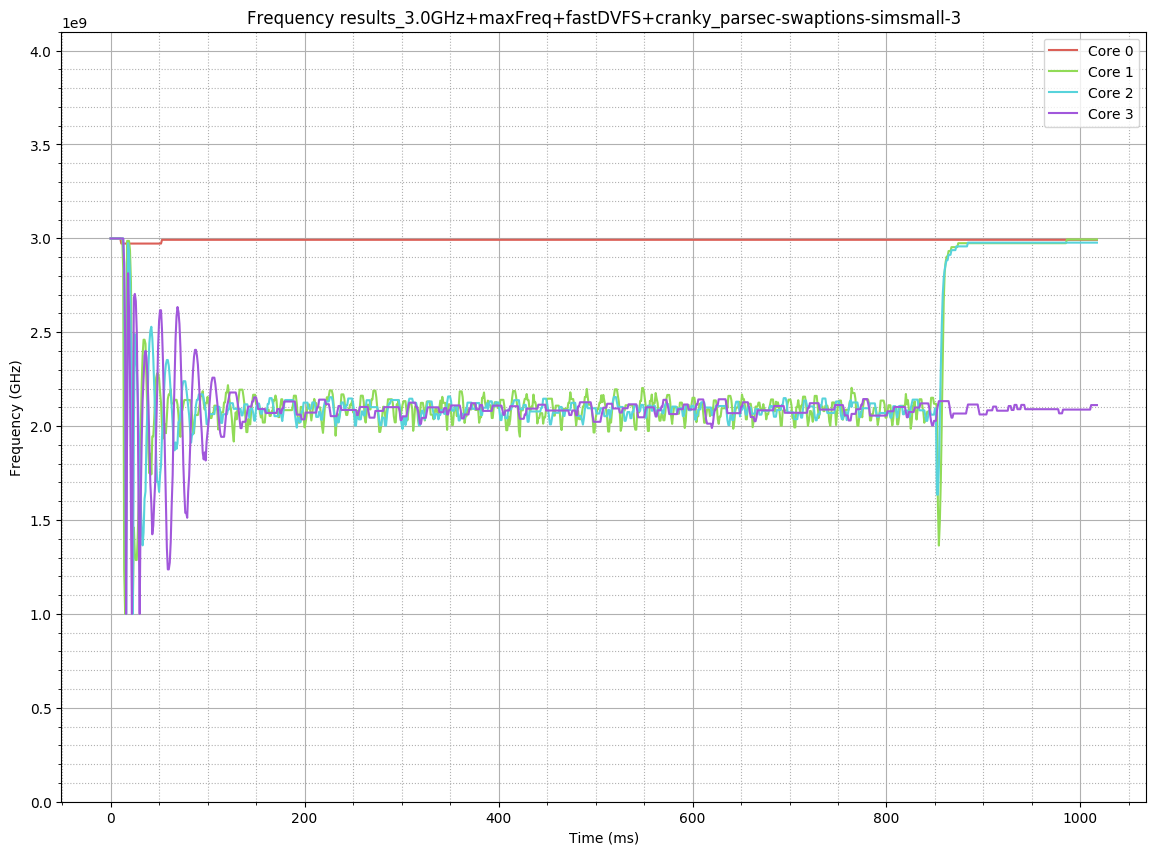 Frequency results_3.0GHz+maxFreq+fastDVFS+cranky_parsec-swaptions-simsmall-3
1e9
Core 0
Core 1
Core 2
Core 3
4.0
3.5
3.0
2.5
2.0
1.5
1.0
0.5
0.0
Frequency (GHz)
0 200 400 600 800 1000
Time (ms)